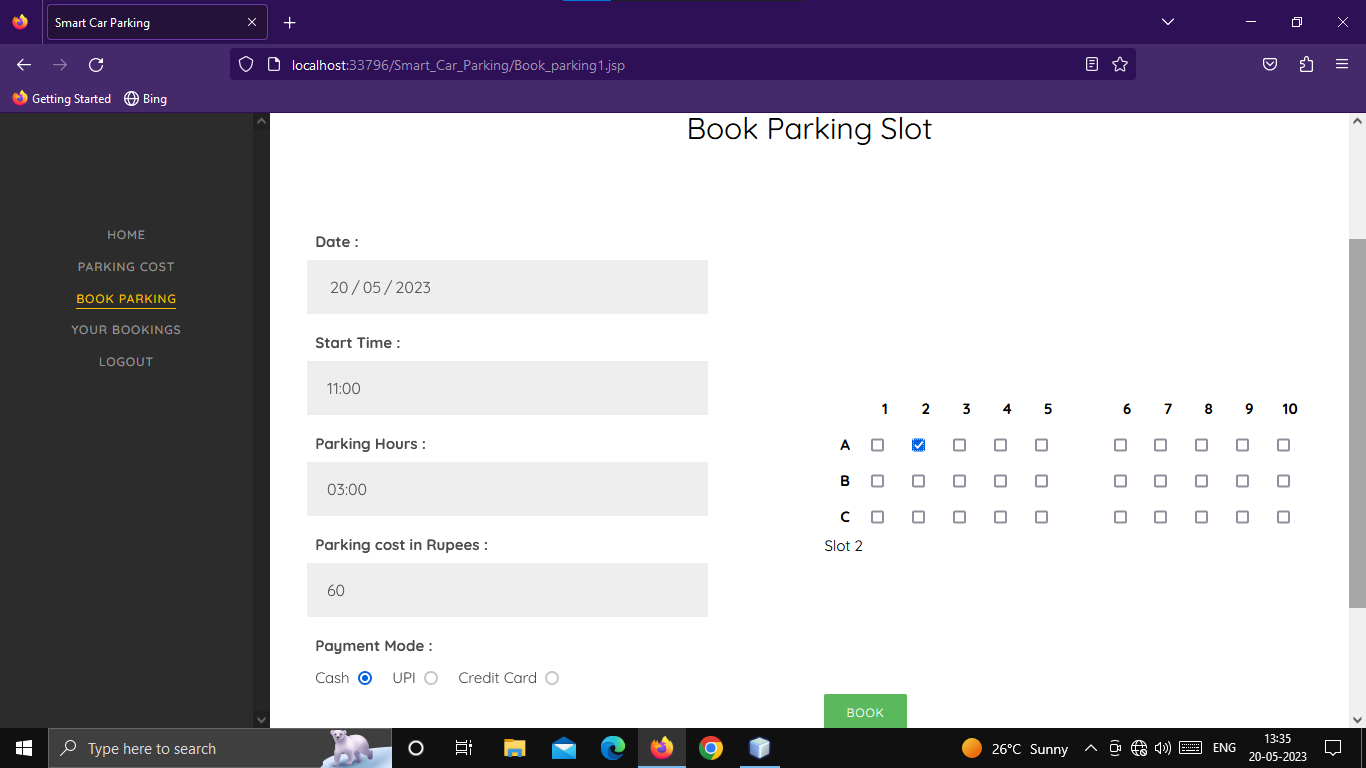 Smart Car Parking
localhost:33796/Smart_Car_Parking/Book_parking1.jsp
Getting Started
Bing
HOME
PARKING COST
BOOK PARKING
YOUR BOOKINGS
LOGOUT
Book Parking Slot
Date :
20 / 05 / 2023
Start Time :
11:00
Parking Hours :
03:00
Parking cost in Rupees :
60
Payment Mode :
Cash UPI Credit Card
1 2 3 4 5 6 7 8 9 10
A
B
C
Slot 2
BOOK
Type here to search
26°C Sunny
ENG
13:35
20-05-2023